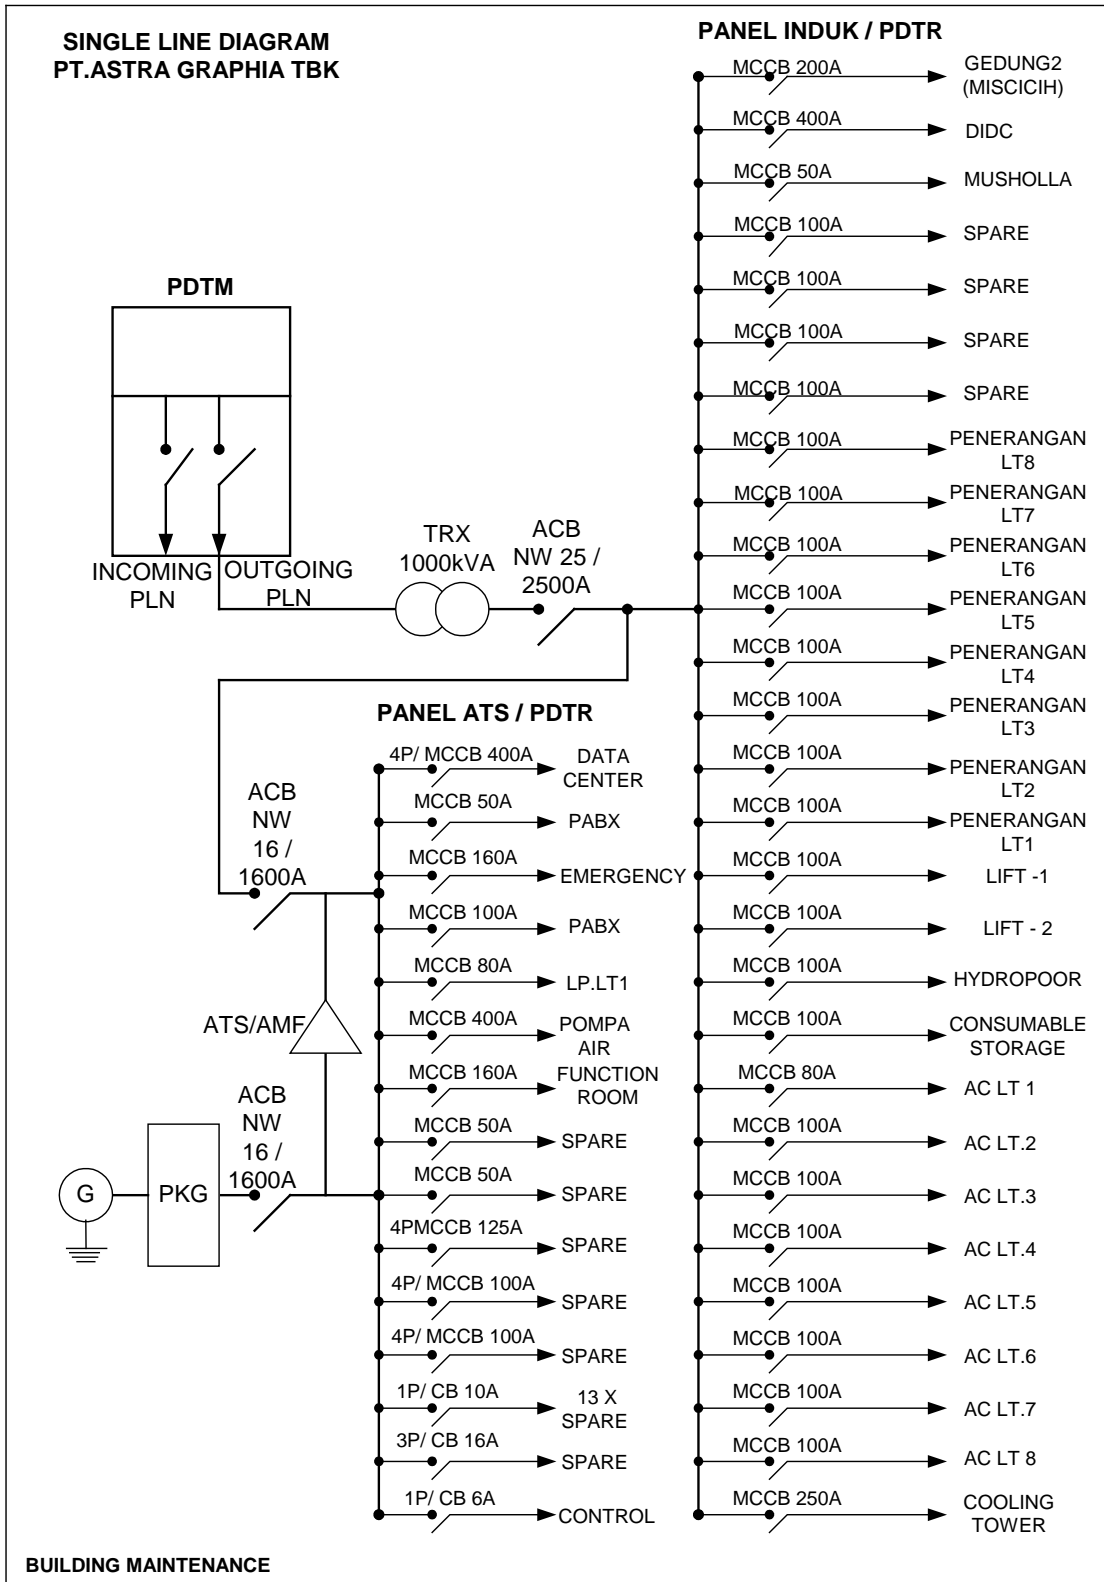 SINGLE LINE DIAGRAM
PT.ASTRA GRAPHIA TBK
PDTM
INCOMING
PLN
OUTGOING
PLN
TRX
1000kVA
ACB
NW 25 /
2500A
PANEL INDUK / PDTR
MCCB 200A
GEDUNG2
(MISCICIH)
MCCB 400A
DIDC
MCCB 50A
MUSHOLLA
MCCB 100A
SPARE
MCCB 100A
SPARE
MCCB 100A
SPARE
MCCB 100A
SPARE
MCCB 100A
PENERANGAN
LT8
MCCB 100A
PENERANGAN
LT7
MCCB 100A
PENERANGAN
LT6
MCCB 100A
PENERANGAN
LT5
MCCB 100A
PENERANGAN
LT4
MCCB 100A
PENERANGAN
LT3
MCCB 100A
PENERANGAN
LT2
MCCB 100A
PENERANGAN
LT1
MCCB 100A
LIFT -1
MCCB 100A
LIFT - 2
MCCB 100A
HYDROPOOR
MCCB 100A
CONSUMABLE
STORAGE
MCCB 80A
AC LT 1
MCCB 100A
AC LT.2
MCCB 100A
AC LT.3
MCCB 100A
AC LT.4
MCCB 100A
AC LT.5
MCCB 100A
AC LT.6
MCCB 100A
AC LT.7
MCCB 100A
AC LT 8
MCCB 250A
COOLING
TOWER
PANEL ATS / PDTR
ACB
NW
16 /
1600A
ATS/AMF
ACB
NW
16 /
1600A
G
PKG
4P/ MCCB 400A
DATA
CENTER
MCCB 50A
PABX
MCCB 160A
EMERGENCY
MCCB 100A
PABX
MCCB 80A
LP.LT1
MCCB 400A
POMPA
AIR
MCCB 160A
FUNCTION
ROOM
MCCB 50A
SPARE
MCCB 50A
SPARE
4PMCCB 125A
SPARE
4P/ MCCB 100A
SPARE
4P/ MCCB 100A
SPARE
1P/ CB 10A
13 X
SPARE
3P/ CB 16A
SPARE
1P/ CB 6A
CONTROL
BUILDING MAINTENANCE